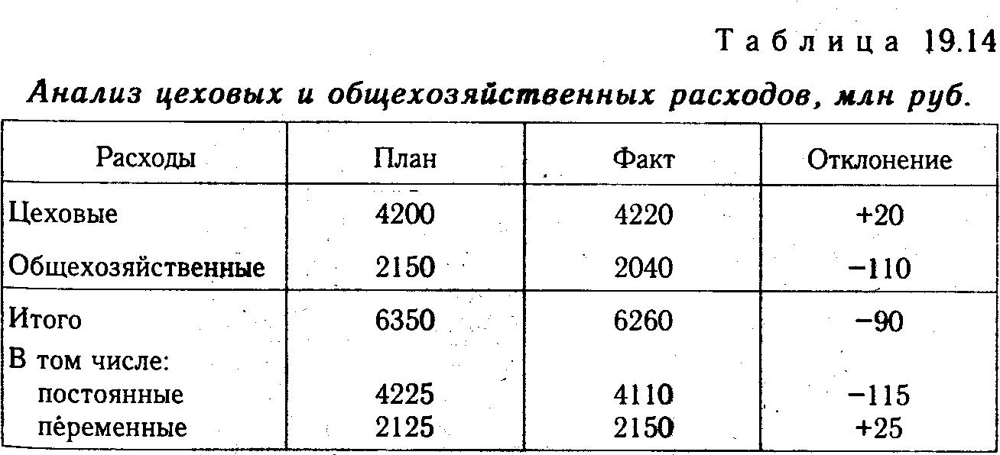 Таблица 19.14
Анализ цеховых и общехозяйственных расходов, млн руб.
Расходы План Факт Отклонение
Цеховые 4200 4220 +20
Общехозяйственные 2150 2040 −110
Итого 6350 6260 −90
В том числе:
постоянные 4225 4110 −115
переменные 2125 2150 +25